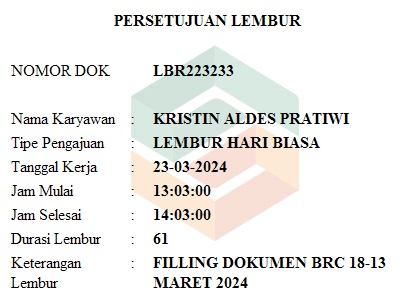 PERSETUJUAN LEMBUR
NOMOR DOK LBR223233
Nama Karyawan : KRISTIN ALDES PRATIWI
Tipe Pengajuan : LEMBUR HARI BIASA
Tanggal Kerja : 23-03-2024
Jam Mulai : 13:03:00
Jam Selesai : 14:03:00
Durasi Lembur : 61
Keterangan : FILLING DOKUMEN BRC 18-13
Lembur MARET 2024